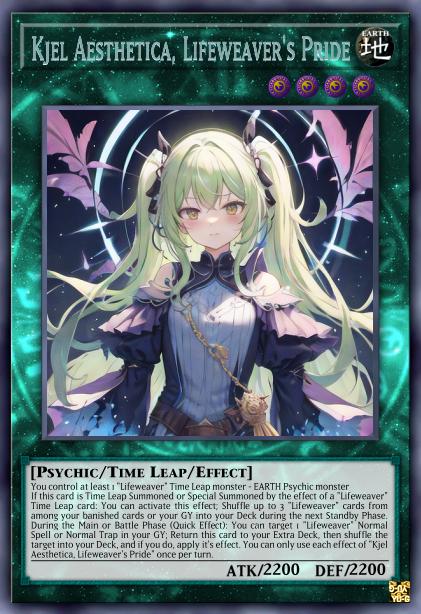 Kjel Aesthetica, Lifeweaver's Pride
EARTH
地
[Psychic/Time Leap/Effect]
You control at least 1 "Lifeweaver" Time Leap monster - EARTH Psychic monster
If this card is Time Leap Summoned or Special Summoned by the effect of a "Lifeweaver"
Time Leap card: You can activate this effect; Shuffle up to 3 "Lifeweaver" cards from
among your banished cards or your GY into your Deck during the next Standby Phase.
During the Main or Battle Phase (Quick Effect): You can target 1 "Lifeweaver" Normal
Spell or Normal Trap in your GY; Return this card to your Extra Deck, then shuffle the
target into your Deck, and if you do, apply it's effect. You can only use each effect of "Kjel
Aesthetica, Lifeweaver's Pride" once per turn.
ATK/2200 DEF/2200